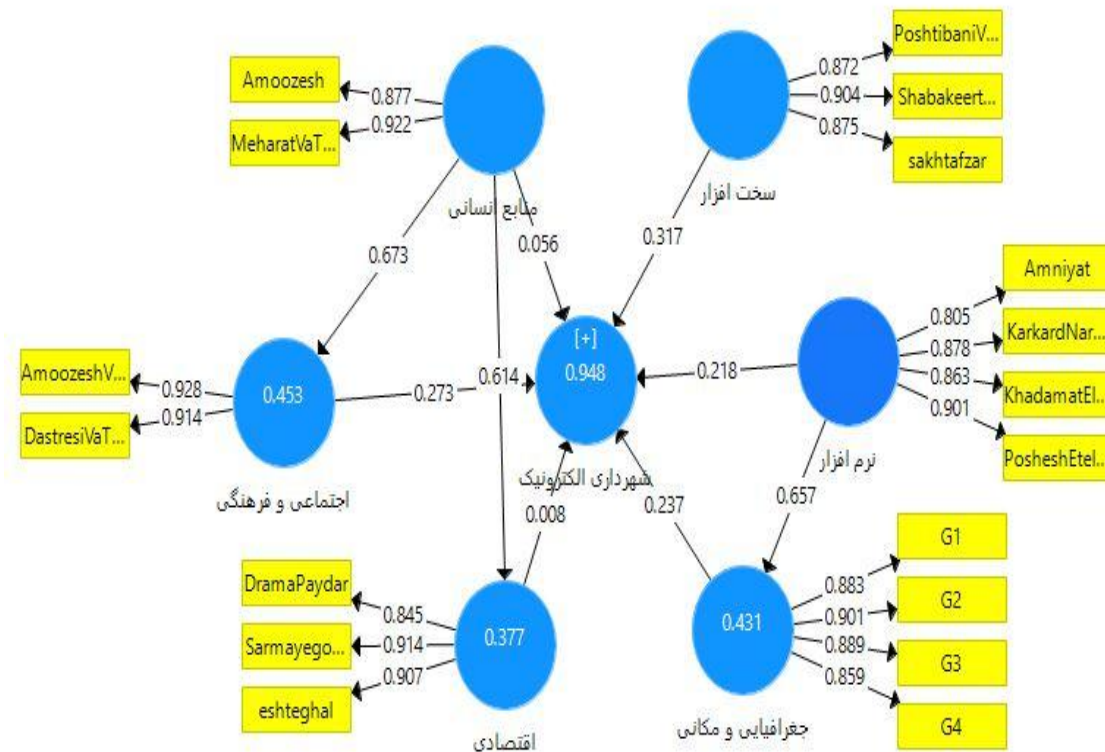 Amoozesh
MeharatVaT...
0.877
0.922
منابع انسانی
PoshtibaniV...
Shabakeert...
sakhtafzar
0.872
0.904
0.875
سخت افزار
0.673
0.056
0.317
Amniyat
KarkardNar...
KhadamatEl...
PosheshEtel...
0.805
0.878
0.863
0.901
نرم افزار
[+]
0.948
شهرداری الکترونیک
0.218
AmoozeshV...
DastresiVaT...
0.928
0.914
0.453
اجتماعی و فرهنگی
0.273
0.614
0.008
0.237
0.657
DramaPaydar
Sarmayego...
eshteghal
0.845
0.914
0.907
0.377
اقتصادی
0.431
جغرافیایی و مکانی
0.883
0.901
0.889
0.859
G1
G2
G3
G4